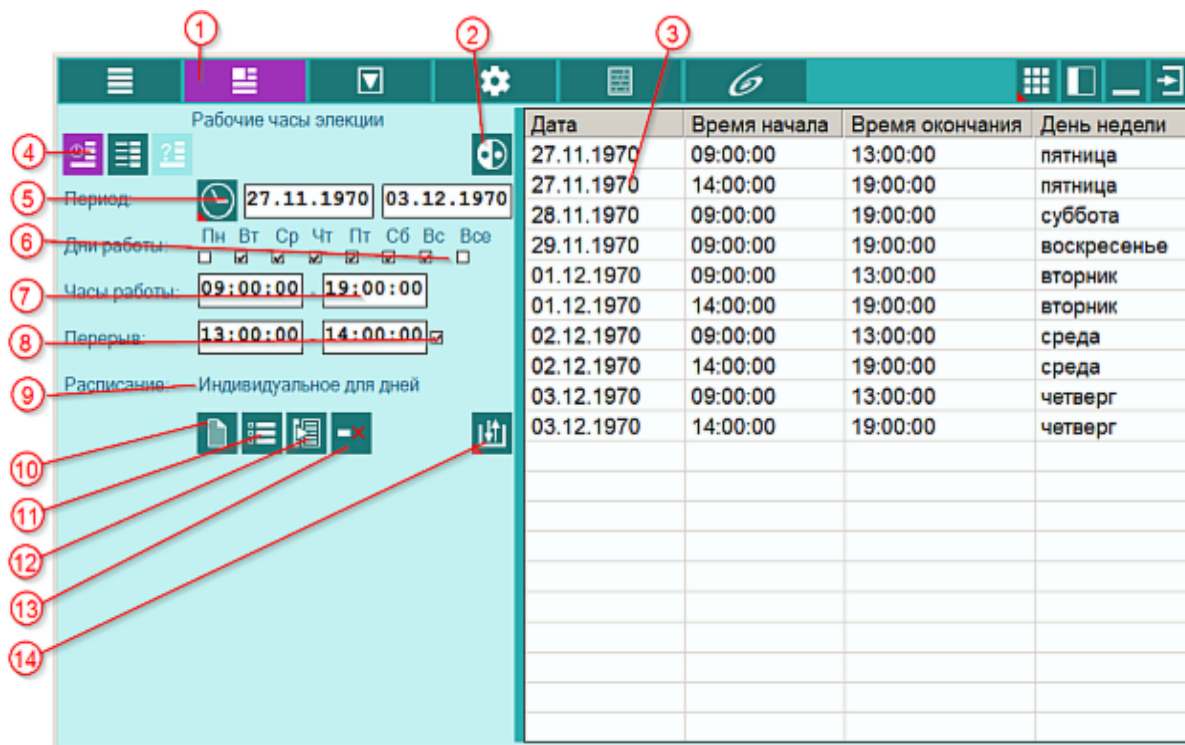 1
2
3
Рабочие часы элекции
4
5
Период:
27.11.1970 03.12.1970
6
Дни работы:
Пн Вт Ср Чт Пт Сб Вс Все
7
Часы работы:
09:00:00 - 19:00:00
8
Перерыв:
13:00:00 - 14:00:00
9
Расписание:
Индивидуальное для дней
10
11
12
13
14
Дата Время начала Время окончания День недели
27.11.1970 09:00:00 13:00:00 пятница
27.11.1970 14:00:00 19:00:00 пятница
28.11.1970 09:00:00 19:00:00 суббота
29.11.1970 09:00:00 19:00:00 воскресенье
01.12.1970 09:00:00 13:00:00 вторник
01.12.1970 14:00:00 19:00:00 вторник
02.12.1970 09:00:00 13:00:00 среда
02.12.1970 14:00:00 19:00:00 среда
03.12.1970 09:00:00 13:00:00 четверг
03.12.1970 14:00:00 19:00:00 четверг